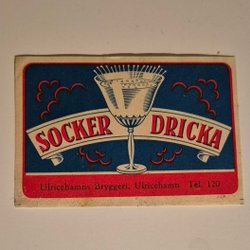 SOCKER DRICKA
Ulricehamns Bryggeri, Ulricehamn Tel. 120